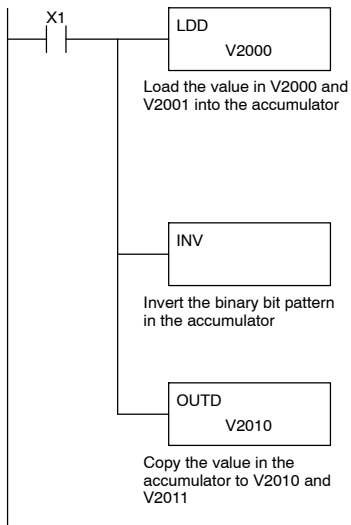 X1
LDD
V2000
Load the value in V2000 and
V2001 into the accumulator
INV
Invert the binary bit pattern
in the accumulator
OUTD
V2010
Copy the value in the
accumulator to V2010 and
V2011